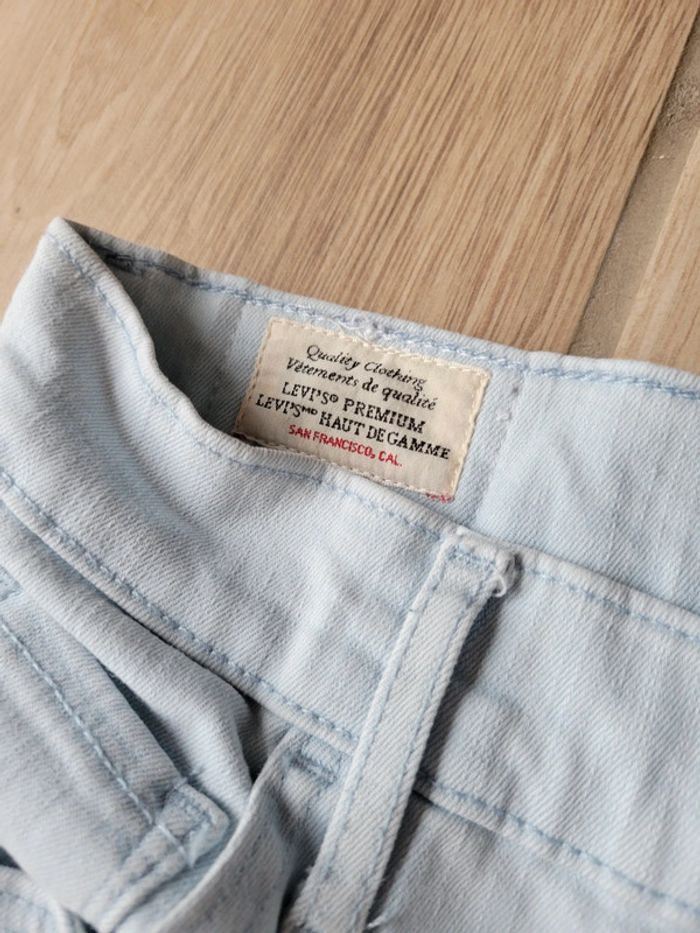 Quality Clothing
Vêtements de qualité
LEVI'S® PREMIUM
LEVI'S MD HAUT DE GAMME
SAN FRANCISCO, CAL.